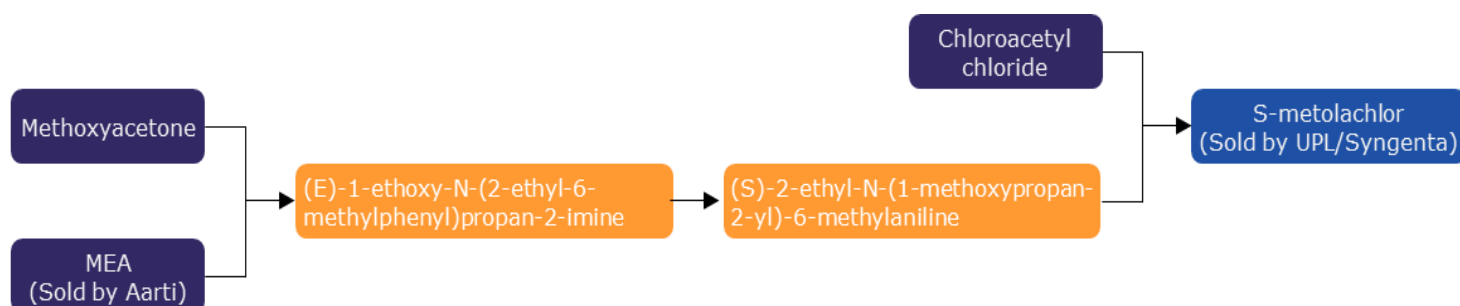 Methoxyacetone
MEA
(Sold by Aarti)
(E)-1-ethoxy-N-(2-ethyl-6-
methylphenyl)propan-2-imine
(S)-2-ethyl-N-(1-methoxypropan-
2-yl)-6-methylaniline
Chloroacetyl
chloride
S-metolachlor
(Sold by UPL/Syngenta)